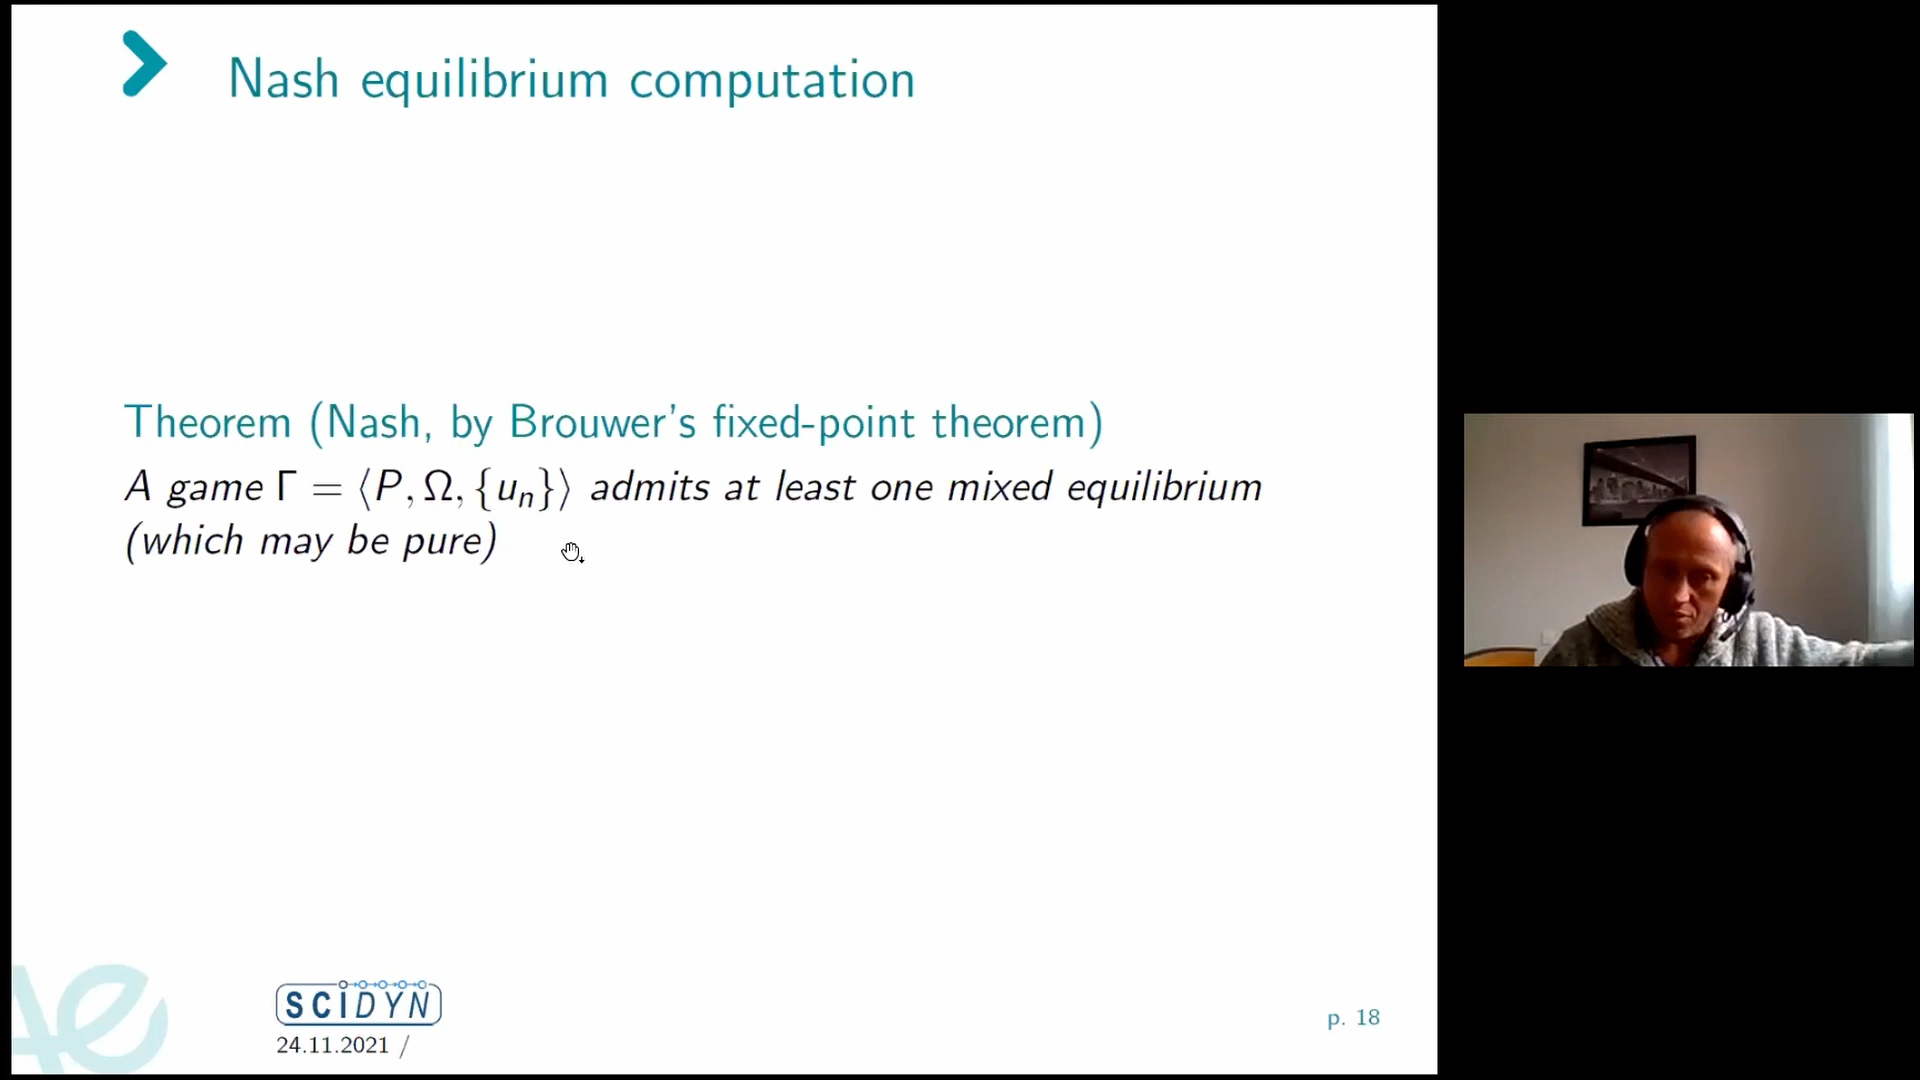 Nash equilibrium computation
Theorem (Nash, by Brouwer's fixed-point theorem)
A game Γ = ⟨P, Ω, {uₙ}⟩ admits at least one mixed equilibrium
(which may be pure)
SCIDYN
24.11.2021 /
p. 18